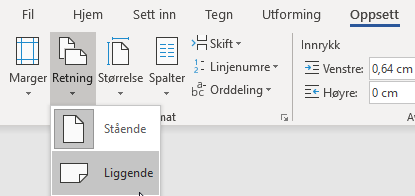 Fil Hjem Sett inn Tegn Utforming Oppsett
Marger Retning Størrelse Spalter
Skift
Linjenumre
Orddeling
Innrykk
Venstre: 0,64 cm
Høyre: 0 cm
mat
Stående
Liggende